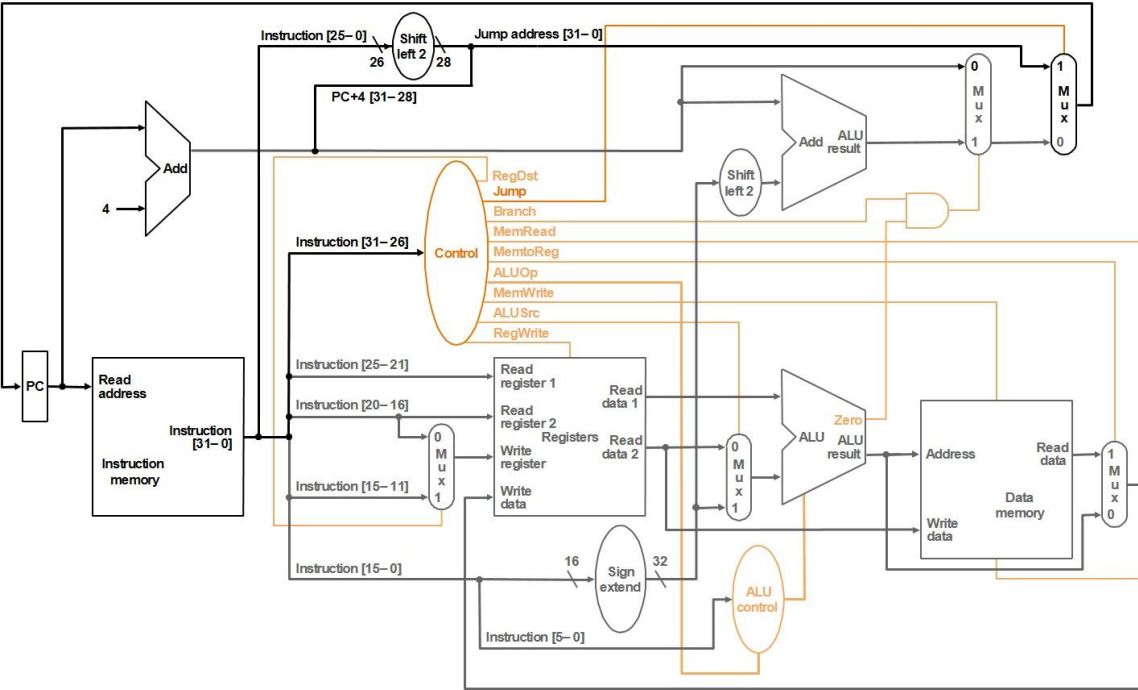 Instruction [25–0]
Shift
left 2
Jump address [31–0]
26
28
PC+4 [31–28]
0
M
u
x
1
1
M
u
x
0
Add
ALU
result
Add
4
Shift
left 2
RegDst
Jump
Branch
MemRead
MemtoReg
ALUOp
MemWrite
ALUSrc
RegWrite
Control
Instruction [31–26]
PC
Read
address
Instruction
[31–0]
Instruction
memory
Instruction [25–21]
Instruction [20–16]
Instruction [15–11]
0
M
u
x
1
Read
register 1
Read
register 2
Write
register
Write
data
Registers
Read
data 1
Read
data 2
0
M
u
x
1
Zero
ALU
ALU
result
Address
Read
data
Data
memory
Write
data
1
M
u
x
0
Instruction [15–0]
16
Sign
extend
32
ALU
control
Instruction [5–0]